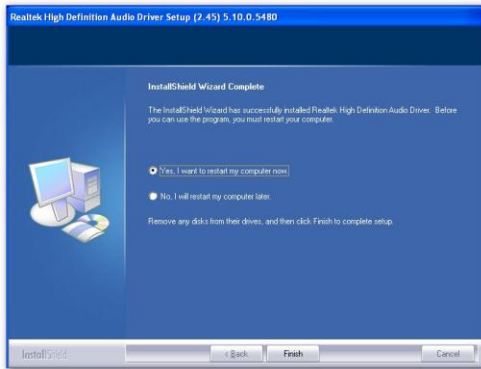 Realtek High Definition Audio Driver Setup (2.45) 5.10.0.5480
InstallShield Wizard Complete
The InstallShield Wizard has successfully installed Realtek High Definition Audio Driver. Before
you can use the program, you must restart your computer.
Yes, I want to restart my computer now.
No, I will restart my computer later.
Remove any disks from their drives, and then click Finish to complete setup.
InstallShield
< Back Finish Cancel